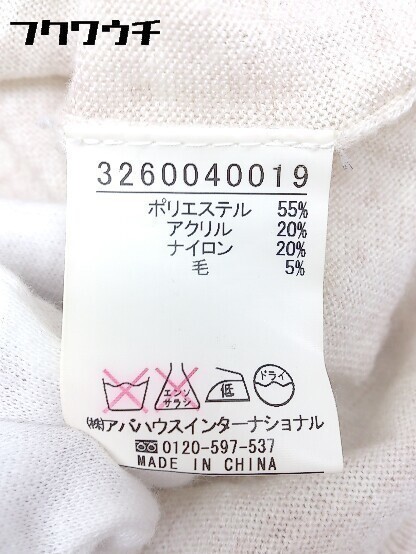 フクワウチ
3260040019
ポリエステル 55%
アクリル 20%
ナイロン 20%
毛 5%
エンソ
サラシ
低
ドライ
㈱アバハウスインターナショナル
0120-597-537
MADE IN CHINA